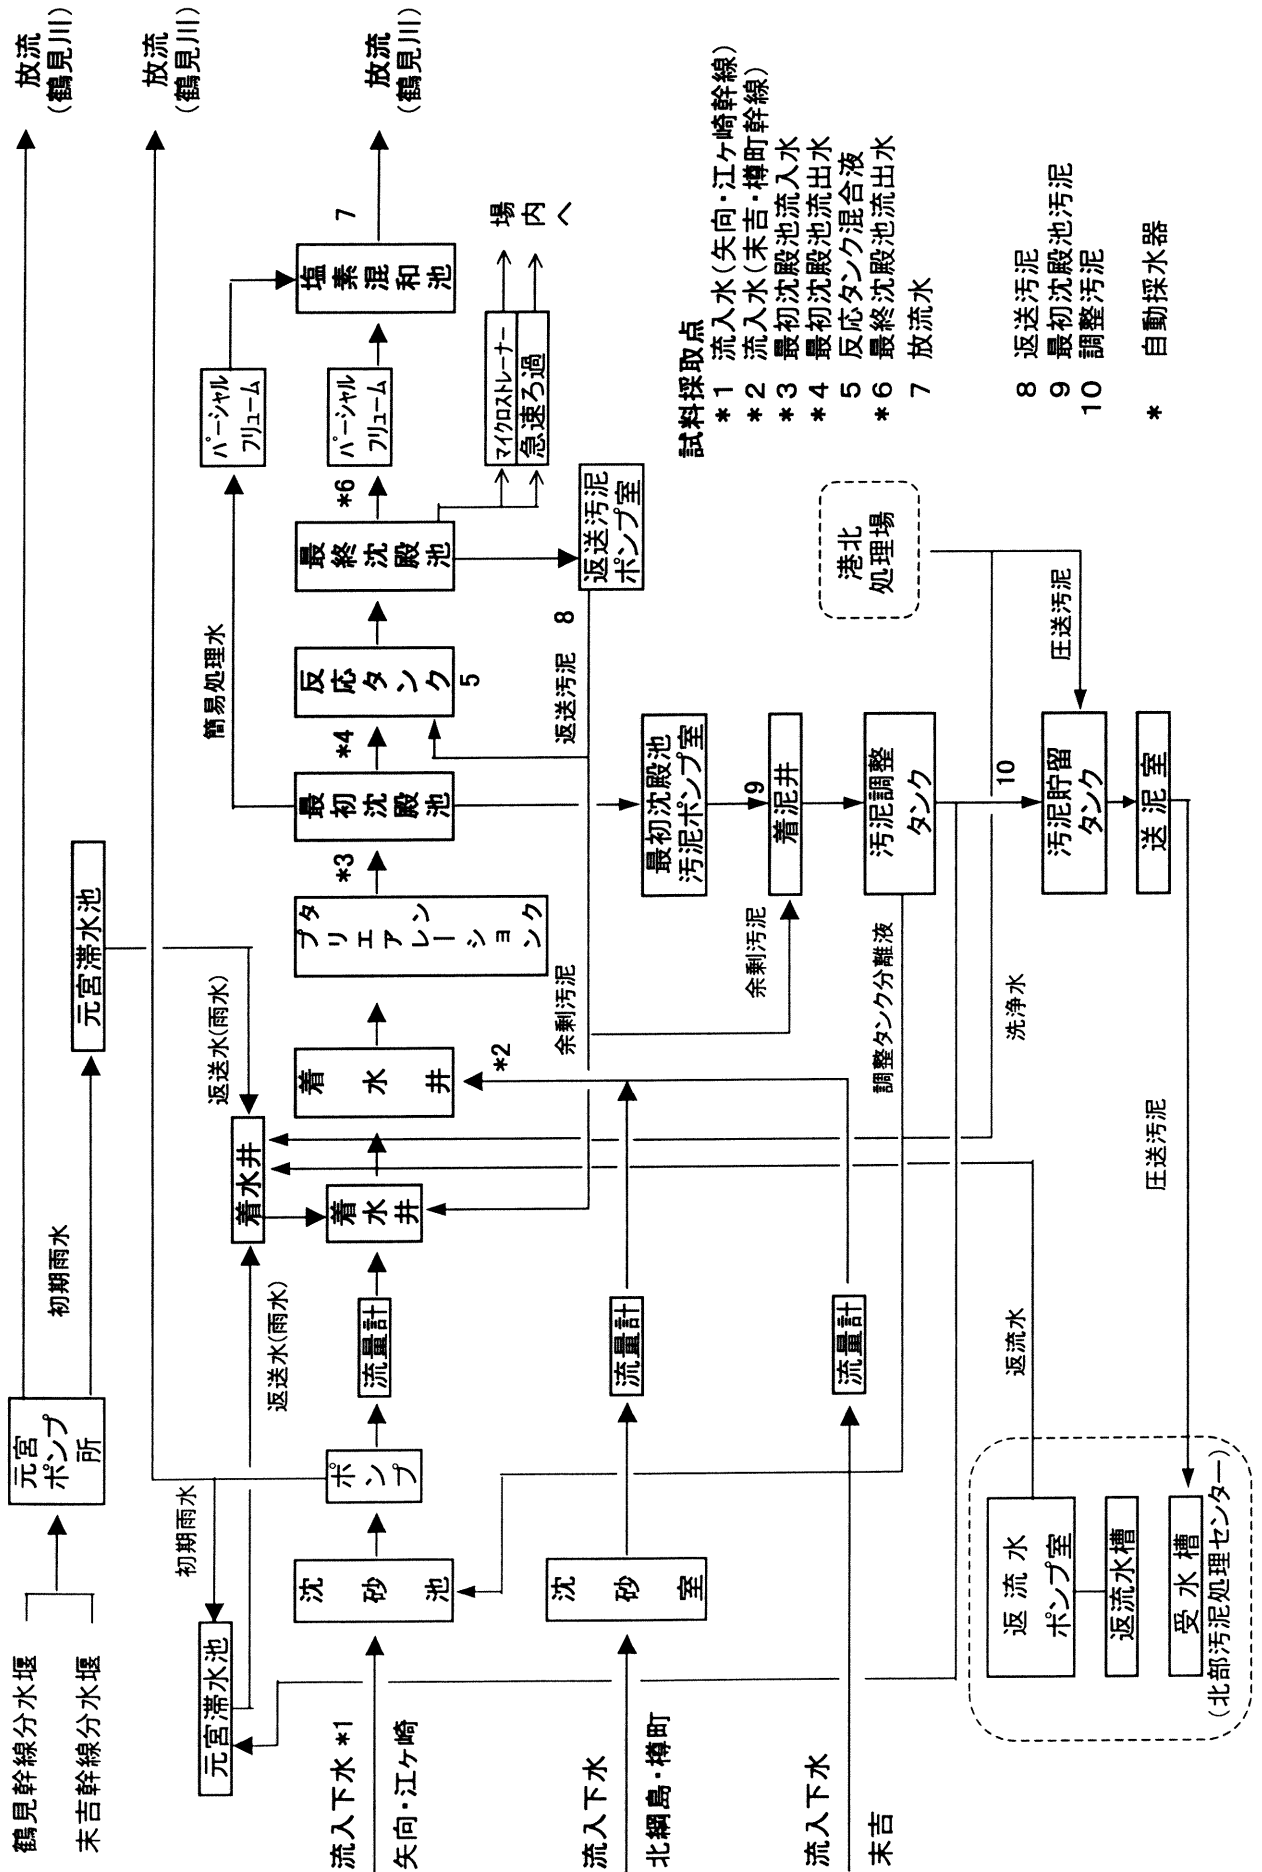 鶴見幹線分水堰
末吉幹線分水堰
元宮
ポンプ
所
放流
(鶴見川)
初期雨水
元宮滞水池
返送水(雨水)
放流
(鶴見川)
初期雨水
元宮滞水池
返送水(雨水)
着水井
簡易処理水
パーシャル
フリューム
流入下水 *1
矢向・江ヶ崎
沈砂池
ポンプ
流量計
着水井
着水井
*2
プリエアレーション
タンク
*3
最初沈殿池
*4
反応タンク
5
最終沈殿池
*6
パーシャル
フリューム
塩素混和池
7
放流
(鶴見川)
マイクロストレーナー
急速ろ過
場内へ
返送汚泥
ポンプ室
返送汚泥 8
余剰汚泥
流入下水
北綱島・樽町
沈砂室
流量計
最初沈殿池
汚泥ポンプ室
9
余剰汚泥
着泥井
流入下水
末吉
流量計
調整タンク分離液
汚泥調整
タンク
港北
処理場
洗浄水
10
圧送汚泥
汚泥貯留
タンク
送泥室
圧送汚泥
返流水
返流水
ポンプ室
返流水槽
受水槽
(北部汚泥処理センター)
試料採取点
*1 流入水(矢向・江ヶ崎幹線)
*2 流入水(末吉・樽町幹線)
*3 最初沈殿池流入水
*4 最初沈殿池流出水
5 反応タンク混合液
*6 最終沈殿池流出水
7 放流水
8 返送汚泥
9 最初沈殿池汚泥
10 調整汚泥
* 自動採水器